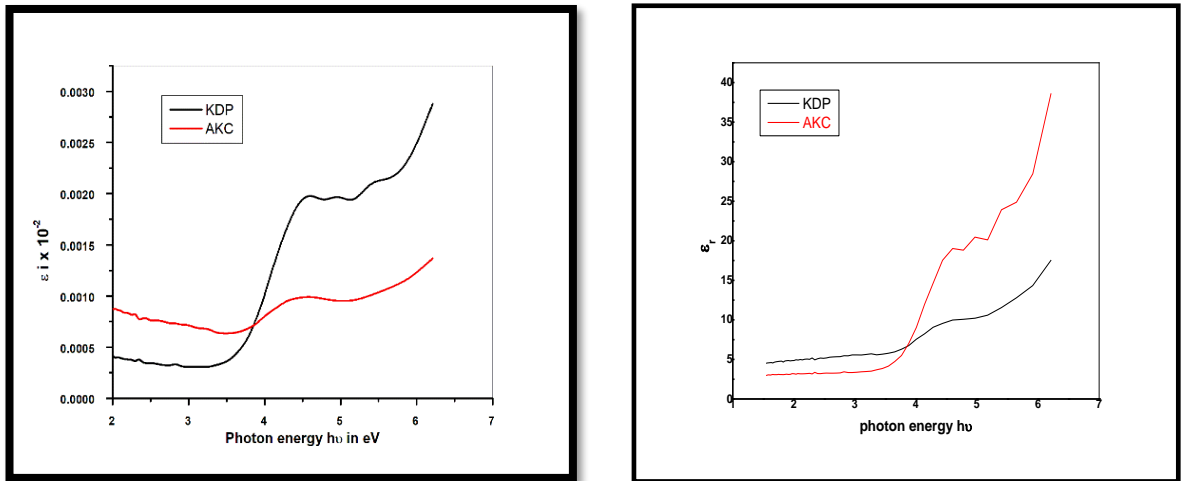 0.0030
0.0025
0.0020
0.0015
0.0010
0.0005
0.0000
ε i x 10⁻²
KDP
AKC
2 3 4 5 6 7
Photon energy hυ in eV
40
35
30
25
20
15
10
5
0
εᵣ
KDP
AKC
1 2 3 4 5 6 7
photon energy hυ